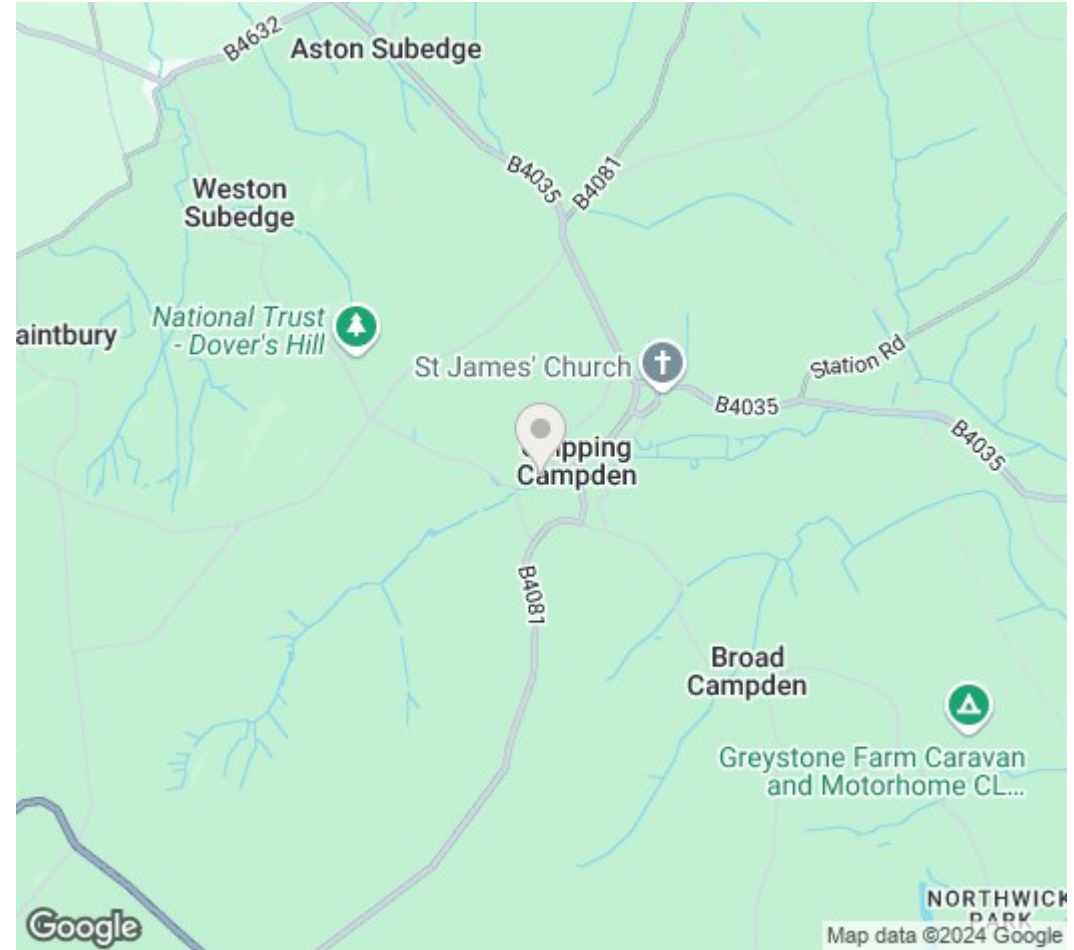 B4632
Aston Subedge
B4035
B4081
Weston
Subedge
National Trust
- Dover's Hill
aintbury
St James' Church
Station Rd
B4035
B4035
ipping
Campden
B4081
Broad
Campden
Greystone Farm Caravan
and Motorhome CL...
NORTHWICK
PARK
Google
Map data ©2024 Google